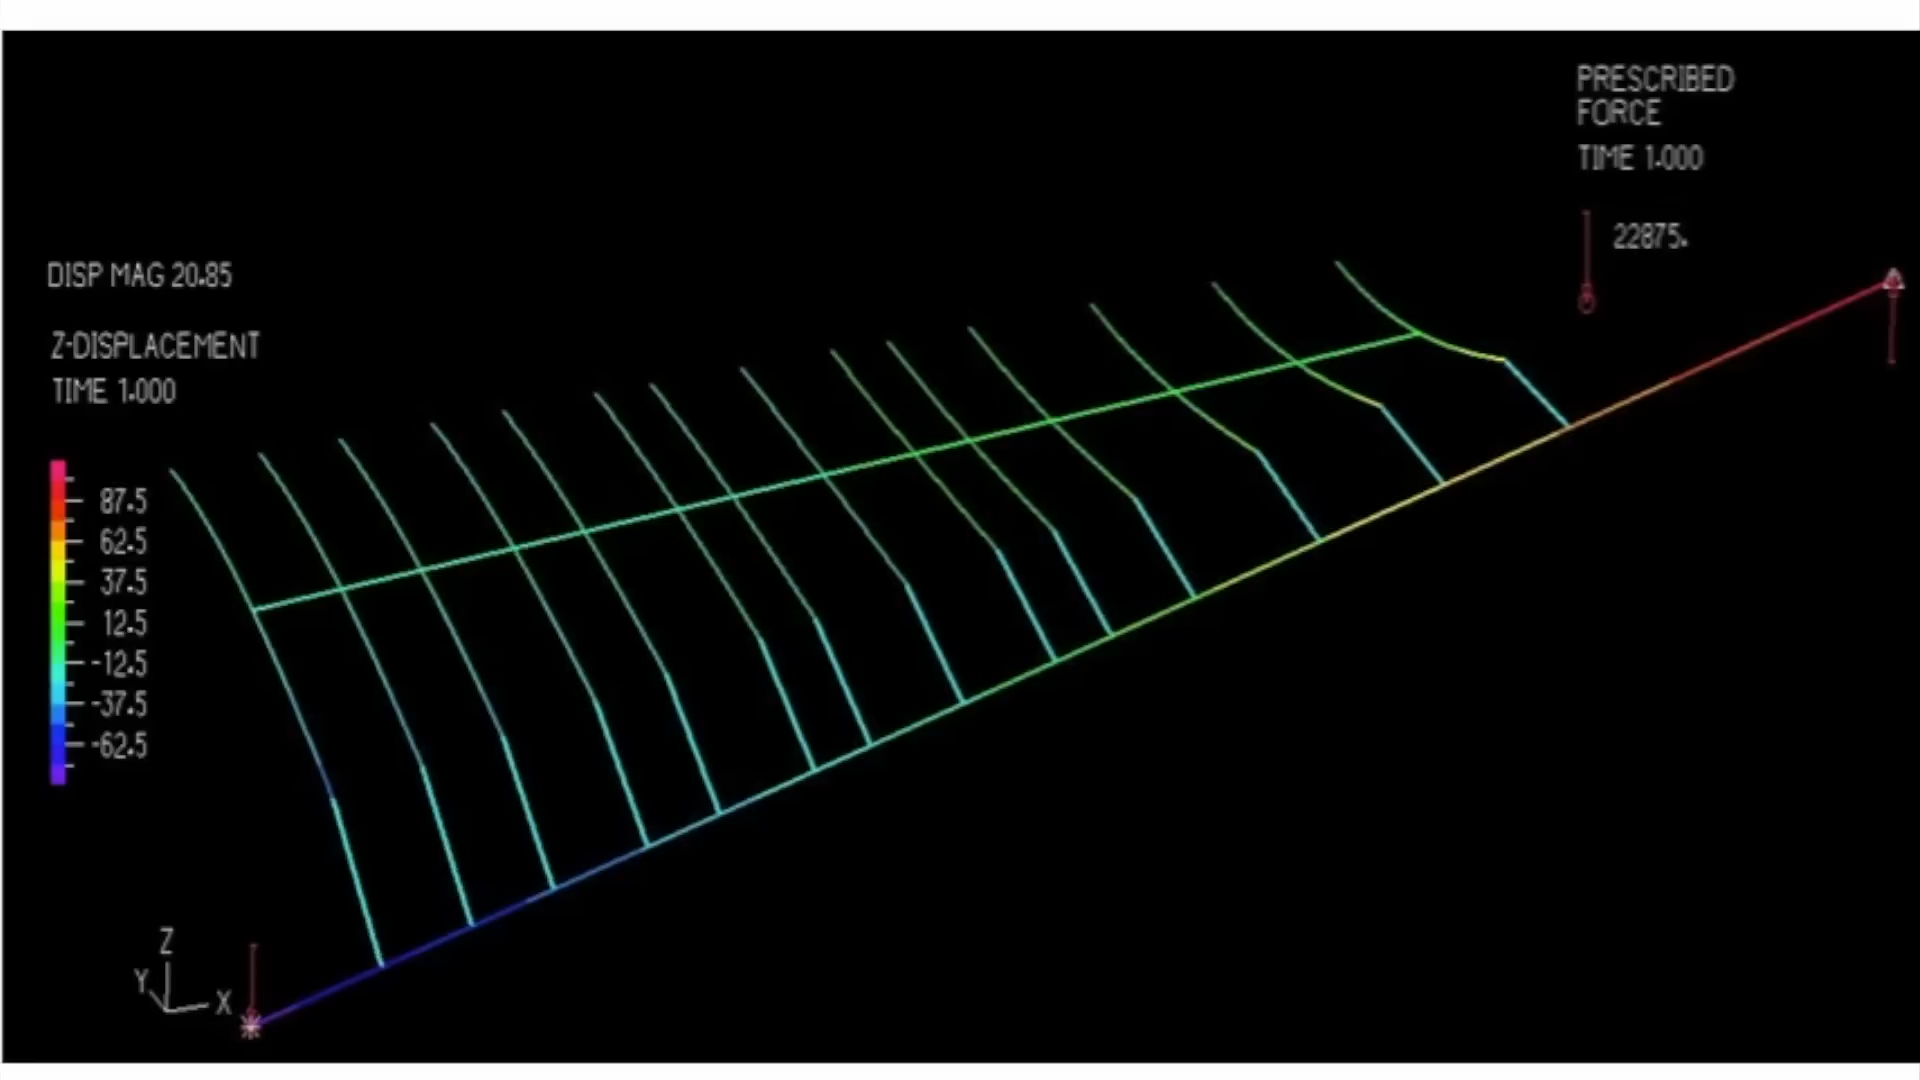 PRESCRIBED
FORCE
TIME 1.000
22875.
DISP MAG 20.85
Z-DISPLACEMENT
TIME 1.000
87.5
62.5
37.5
12.5
-12.5
-37.5
-62.5
Z
Y
X